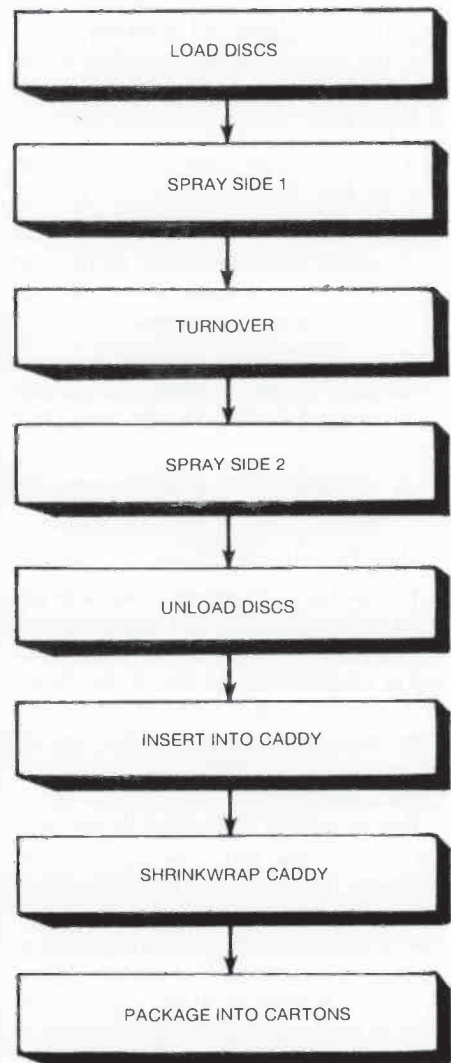 LOAD DISCS
SPRAY SIDE 1
TURNOVER
SPRAY SIDE 2
UNLOAD DISCS
INSERT INTO CADDY
SHRINKWRAP CADDY
PACKAGE INTO CARTONS